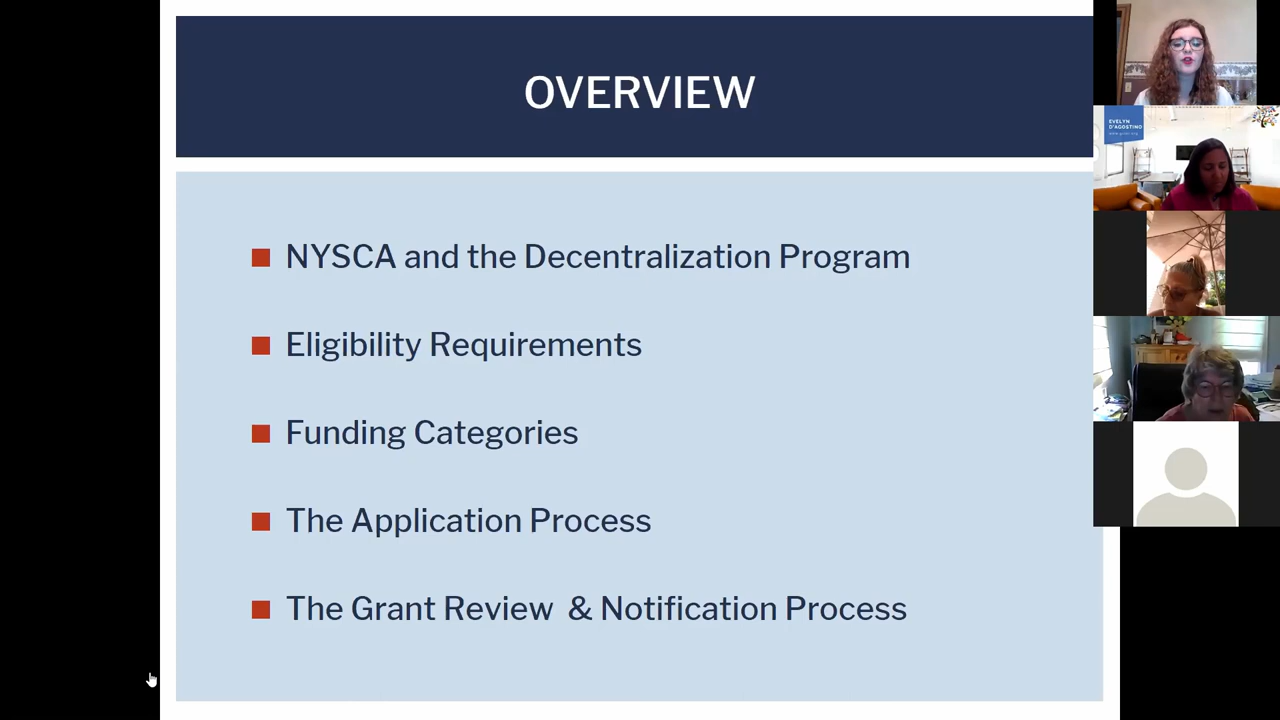 OVERVIEW
NYSCA and the Decentralization Program
Eligibility Requirements
Funding Categories
The Application Process
The Grant Review & Notification Process
EVELYN
D'AGOSTINO